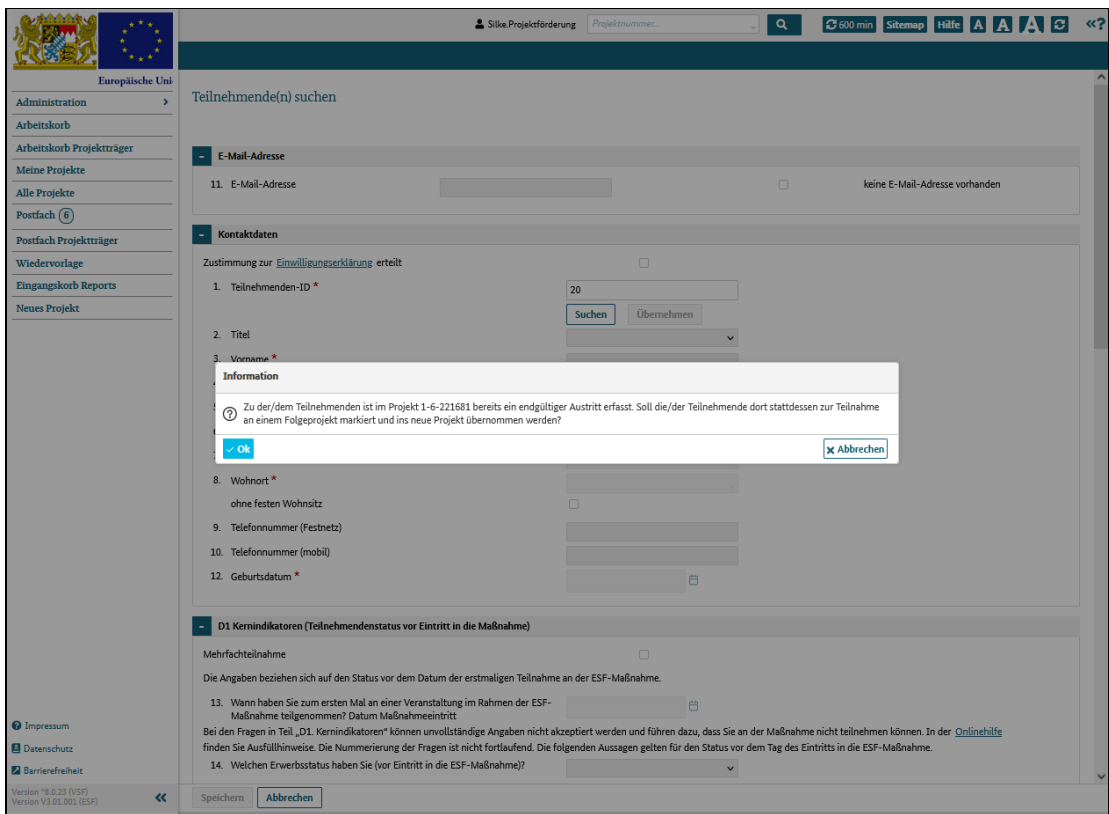 Silke.Projektförderung
Projektnummer...
600 min
Sitemap
Hilfe
A
A
A
«?
Europäische Uni
Administration
Arbeitskorb
Arbeitskorb Projektträger
Meine Projekte
Alle Projekte
Postfach 6
Postfach Projektträger
Wiedervorlage
Eingangskorb Reports
Neues Projekt
Teilnehmende(n) suchen
- E-Mail-Adresse
11. E-Mail-Adresse
keine E-Mail-Adresse vorhanden
- Kontaktdaten
Zustimmung zur Einwilligungserklärung erteilt
1. Teilnehmenden-ID *
20
Suchen
Übernehmen
2. Titel
3. Vorname *
Information
Zu der/dem Teilnehmenden ist im Projekt 1-6-221681 bereits ein endgültiger Austritt erfasst. Soll die/der Teilnehmende dort stattdessen zur Teilnahme
an einem Folgeprojekt markiert und ins neue Projekt übernommen werden?
Ok
Abbrechen
8. Wohnort *
ohne festen Wohnsitz
9. Telefonnummer (Festnetz)
10. Telefonnummer (mobil)
12. Geburtsdatum *
- D1 Kernindikatoren (Teilnehmendenstatus vor Eintritt in die Maßnahme)
Mehrfachteilnahme
Die Angaben beziehen sich auf den Status vor dem Datum der erstmaligen Teilnahme an der ESF-Maßnahme.
13. Wann haben Sie zum ersten Mal an einer Veranstaltung im Rahmen der ESF-
Maßnahme teilgenommen? Datum Maßnahmeeintritt
Bei den Fragen in Teil „D1. Kernindikatoren“ können unvollständige Angaben nicht akzeptiert werden und führen dazu, dass Sie an der Maßnahme nicht teilnehmen können. In der Onlinehilfe
finden Sie Ausfüllhinweise. Die Nummerierung der Fragen ist nicht fortlaufend. Die folgenden Aussagen gelten für den Status vor dem Tag des Eintritts in die ESF-Maßnahme.
14. Welchen Erwerbsstatus haben Sie (vor Eintritt in die ESF-Maßnahme)?
Impressum
Datenschutz
Barrierefreiheit
Version ^8.0.23 (VSF)
Version V3.01.001 (ESF)
Speichern
Abbrechen